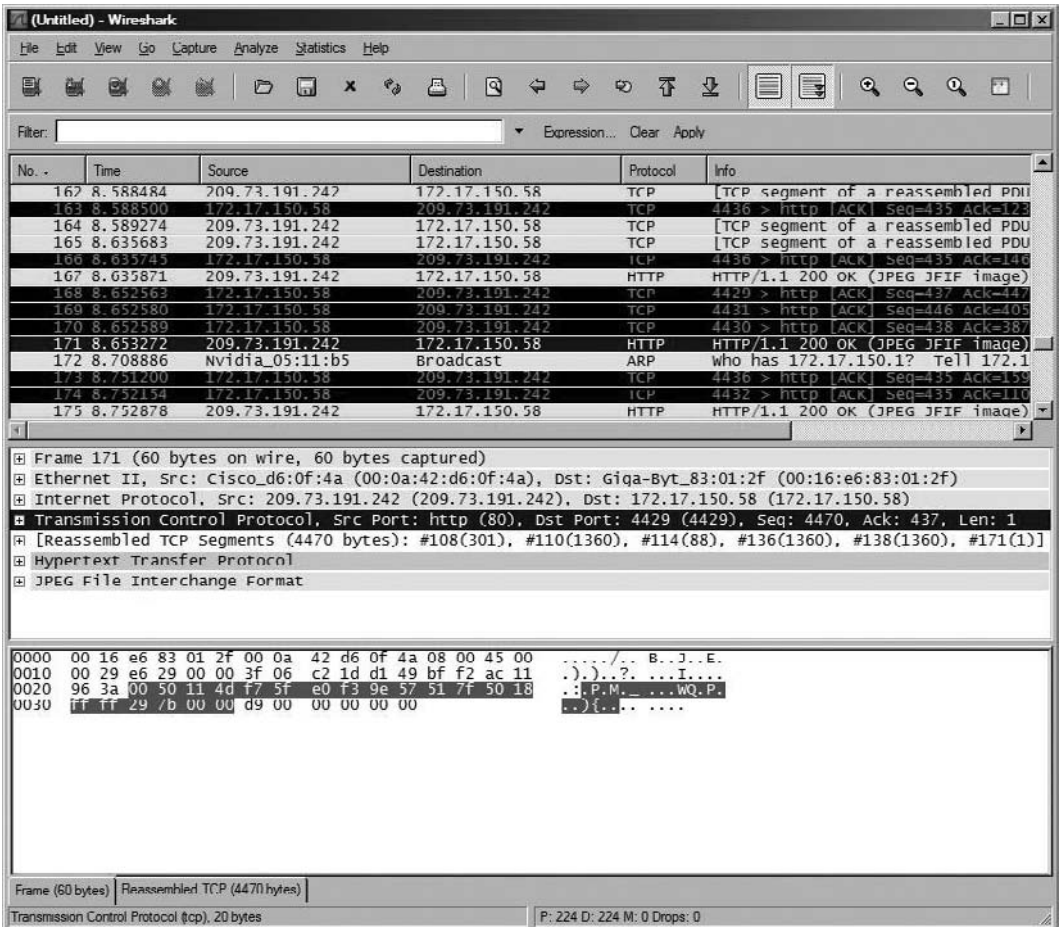 (Untitled) - Wireshark
File Edit View Go Capture Analyze Statistics Help
Filter: Expression... Clear Apply
No. - Time Source Destination Protocol Info
162 8.588484 209.73.191.242 172.17.150.58 TCP [TCP segment of a reassembled PDU
163 8.588500 172.17.150.58 209.73.191.242 TCP 4436 > http [ACK] Seq=435 Ack=123
164 8.589274 209.73.191.242 172.17.150.58 TCP [TCP segment of a reassembled PDU
165 8.635683 209.73.191.242 172.17.150.58 TCP [TCP segment of a reassembled PDU
166 8.635745 172.17.150.58 209.73.191.242 TCP 4436 > http [ACK] Seq=435 Ack=146
167 8.635871 209.73.191.242 172.17.150.58 HTTP HTTP/1.1 200 OK (JPEG JFIF image)
168 8.652563 172.17.150.58 209.73.191.242 TCP 4429 > http [ACK] Seq=437 Ack=447
169 8.652580 172.17.150.58 209.73.191.242 TCP 4431 > http [ACK] Seq=446 Ack=405
170 8.652589 172.17.150.58 209.73.191.242 TCP 4430 > http [ACK] Seq=438 Ack=387
171 8.653272 209.73.191.242 172.17.150.58 HTTP HTTP/1.1 200 OK (JPEG JFIF image)
172 8.708886 Nvidia_05:11:b5 Broadcast ARP Who has 172.17.150.1? Tell 172.1
173 8.751200 172.17.150.58 209.73.191.242 TCP 4436 > http [ACK] Seq=435 Ack=159
174 8.752154 172.17.150.58 209.73.191.242 TCP 4432 > http [ACK] Seq=435 Ack=110
175 8.752878 209.73.191.242 172.17.150.58 HTTP HTTP/1.1 200 OK (JPEG JFIF image)
Frame 171 (60 bytes on wire, 60 bytes captured)
Ethernet II, Src: Cisco_d6:0f:4a (00:0a:42:d6:0f:4a), Dst: Giga-Byt_83:01:2f (00:16:e6:83:01:2f)
Internet Protocol, Src: 209.73.191.242 (209.73.191.242), Dst: 172.17.150.58 (172.17.150.58)
Transmission Control Protocol, Src Port: http (80), Dst Port: 4429 (4429), Seq: 4470, Ack: 437, Len: 1
[Reassembled TCP Segments (4470 bytes): #108(301), #110(1360), #114(88), #136(1360), #138(1360), #171(1)]
Hypertext Transfer Protocol
JPEG File Interchange Format
0000 00 16 e6 83 01 2f 00 0a 42 d6 0f 4a 08 00 45 00 ...../.. B..J..E.
0010 00 29 e6 29 00 00 3f 06 c2 1d d1 49 bf f2 ac 11 .).)..?. ...I....
0020 96 3a 00 50 11 4d f7 5f e0 f3 9e 57 51 7f 50 18 .:.P.M._ ...WQ.P.
0030 ff ff 29 7b 00 00 d9 00 00 00 00 00 ..){.... ....
Frame (60 bytes) Reassembled TCP (4470 bytes)
Transmission Control Protocol (tcp), 20 bytes P: 224 D: 224 M: 0 Drops: 0